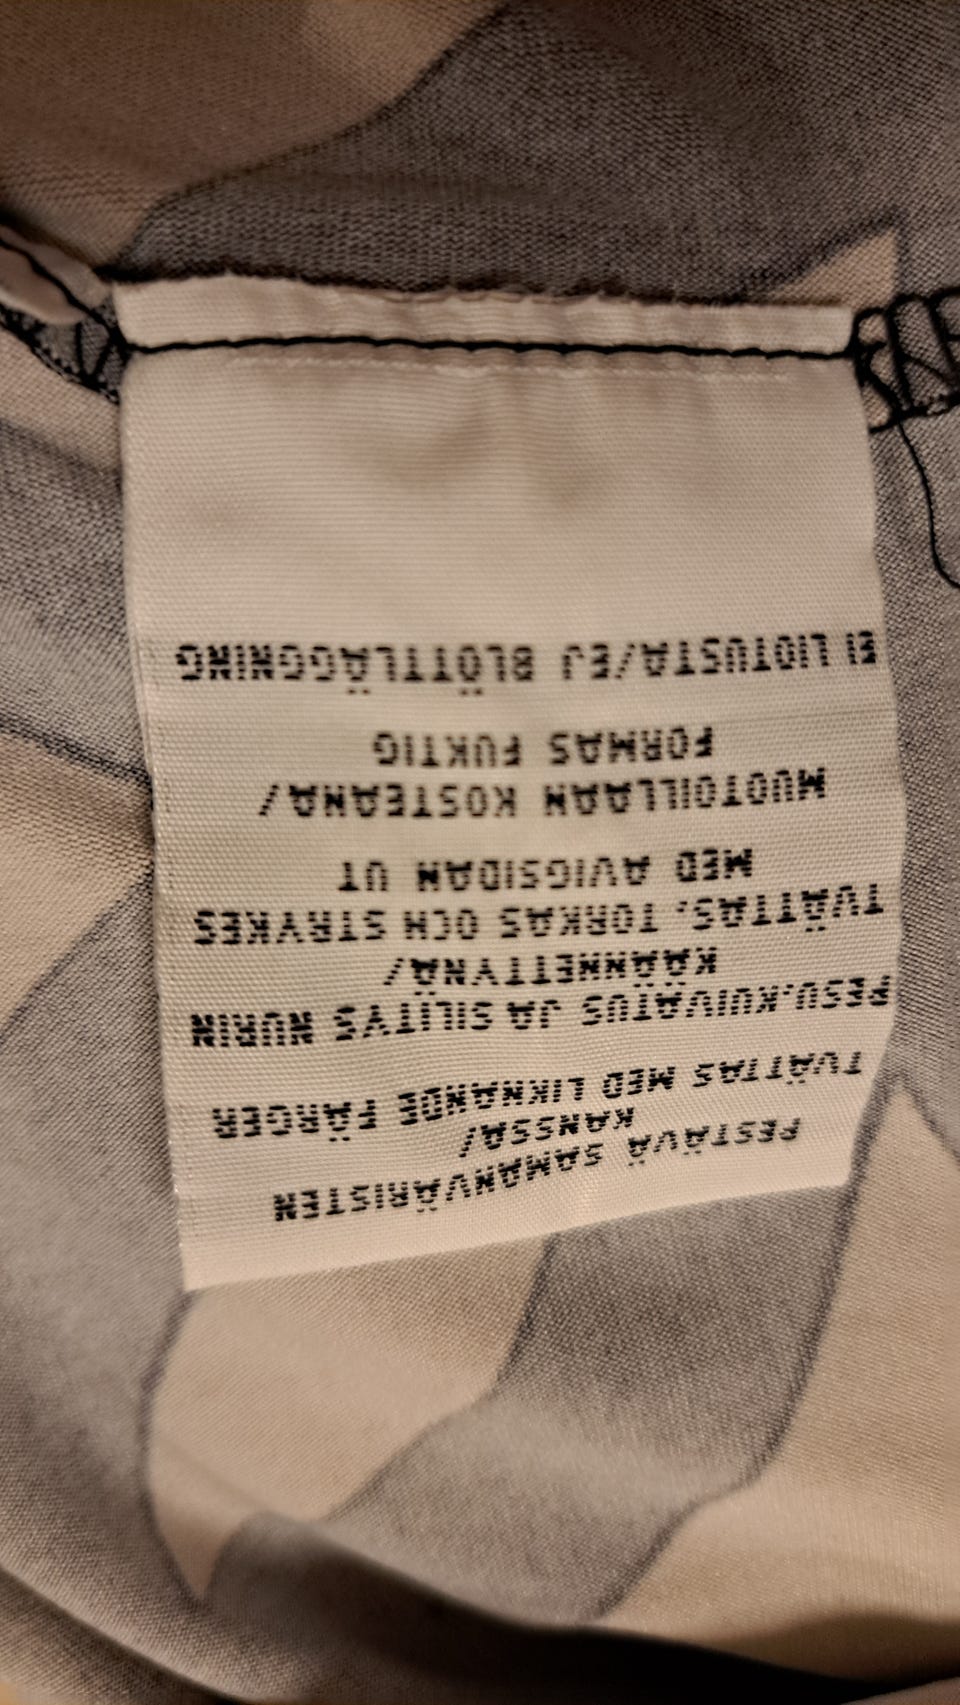 PESTÄVÄ SAMANVÄRISTEN
KANSSA/
TVÄTTAS MED LIKNANDE FÄRGER
PESU,KUIVATUS JA SILITYS NURIN
KÄÄNNETTYNÄ/
TVÄTTAS, TORKAS OCH STRYKES
MED AVIGSIDAN UT
MUOTOILLAAN KOSTEANA/
FORMAS FUKTIG
EI LIOTUSTA/EJ BLÖTLÄGGNING